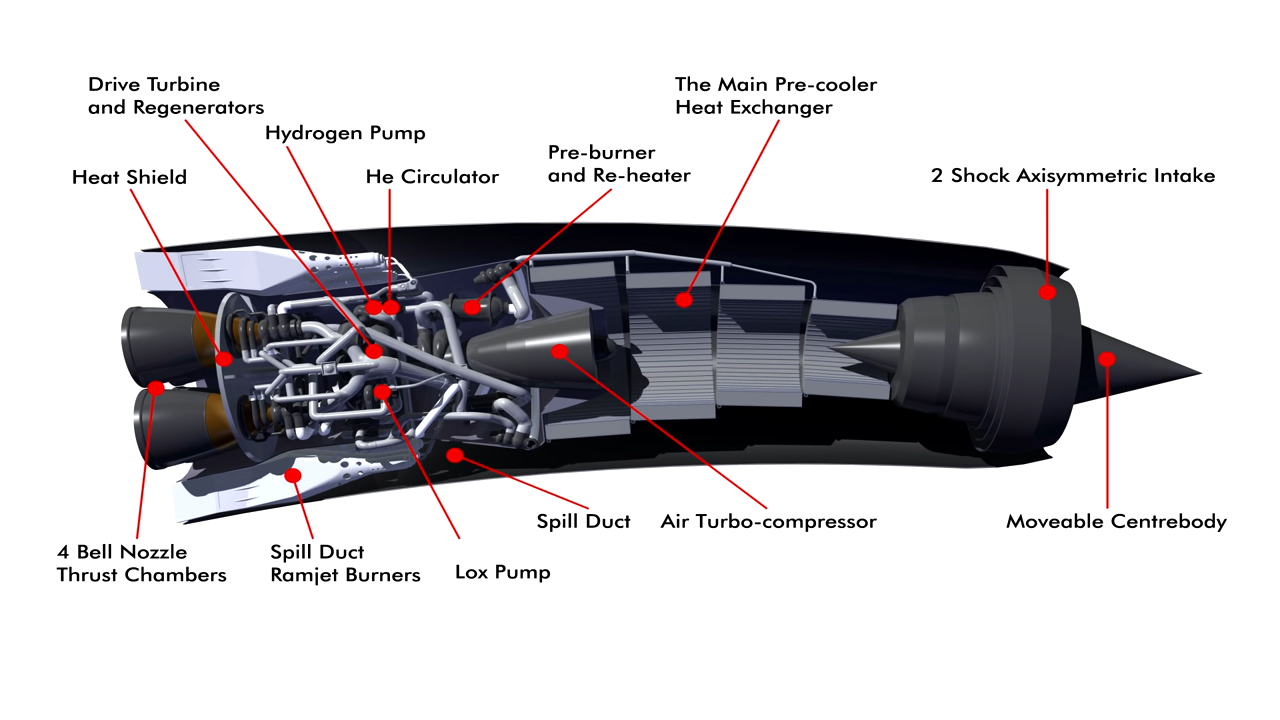 Drive Turbine
and Regenerators
The Main Pre-cooler
Heat Exchanger
Hydrogen Pump
Pre-burner
and Re-heater
Heat Shield
He Circulator
2 Shock Axisymmetric Intake
Spill Duct
Air Turbo-compressor
Moveable Centrebody
4 Bell Nozzle
Thrust Chambers
Spill Duct
Ramjet Burners
Lox Pump